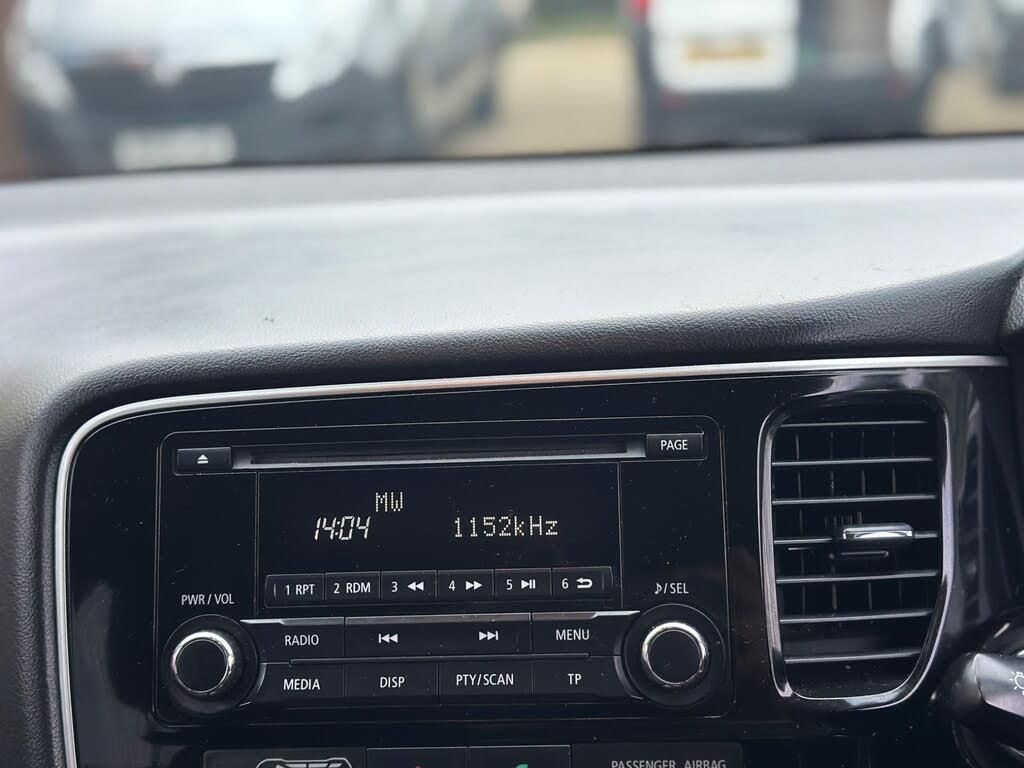 PAGE
MW
14:04 1152kHz
1 RPT 2 RDM 3 4 5 6
PWR / VOL
/SEL
RADIO MENU
MEDIA DISP PTY/SCAN TP
PASSENGER AIRBAG